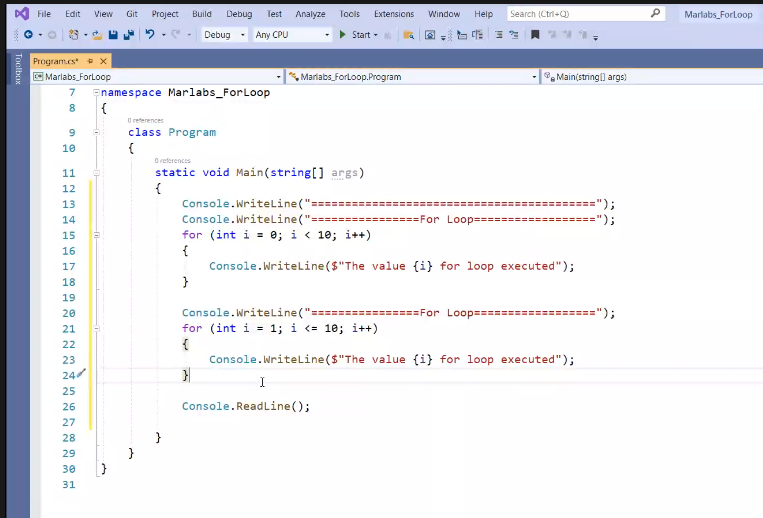 File Edit View Git Project Build Debug Test Analyze Tools Extensions Window Help Search (Ctrl+Q) Marlabs_ForLoop
Debug Any CPU Start
Toolbox
Program.cs*
Marlabs_ForLoop Marlabs_ForLoop.Program Main(string[] args)
7 namespace Marlabs_ForLoop
8 {
0 references
9 class Program
10 {
0 references
11 static void Main(string[] args)
12 {
13 Console.WriteLine("==========================================");
14 Console.WriteLine("================For Loop==================");
15 for (int i = 0; i < 10; i++)
16 {
17 Console.WriteLine($"The value {i} for loop executed");
18 }
19
20 Console.WriteLine("================For Loop==================");
21 for (int i = 1; i <= 10; i++)
22 {
23 Console.WriteLine($"The value {i} for loop executed");
24 }
25
26 Console.ReadLine();
27
28 }
29 }
30 }
31